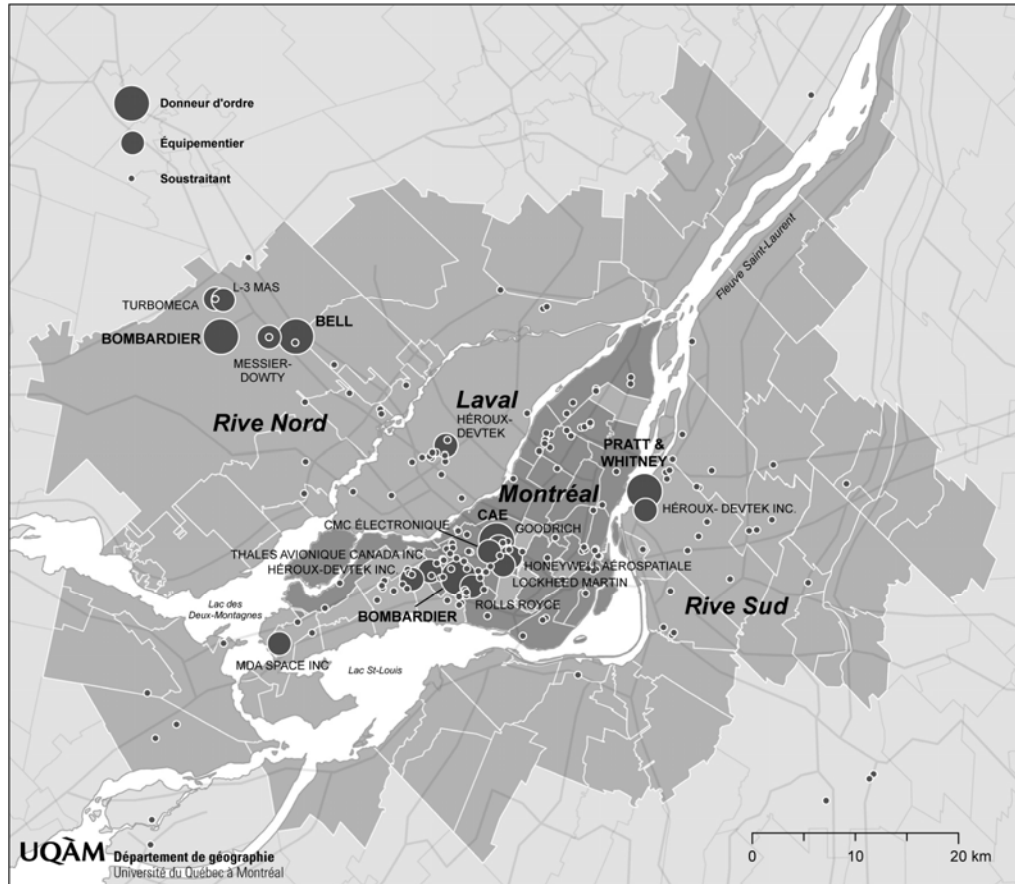 Donneur d'ordre
Équipementier
Soustraitant
Fleuve Saint-Laurent
L-3 MAS
TURBOMECA
BOMBARDIER
BELL
MESSIER-
DOWTY
Rive Nord
Laval
HÉROUX-
DEVTEK
PRATT &
WHITNEY
Montréal
HÉROUX- DEVTEK INC.
CAE
CMC ÉLECTRONIQUE
GOODRICH
THALES AVIONIQUE CANADA INC.
HONEYWELL AÉROSPATIALE
HÉROUX-DEVTEK INC.
LOCKHEED MARTIN
ROLLS ROYCE
BOMBARDIER
Rive Sud
Lac des
Deux-Montagnes
MDA SPACE INC
Lac St-Louis
0 10 20 km
UQÀM
Département de géographie
Université du Québec à Montréal